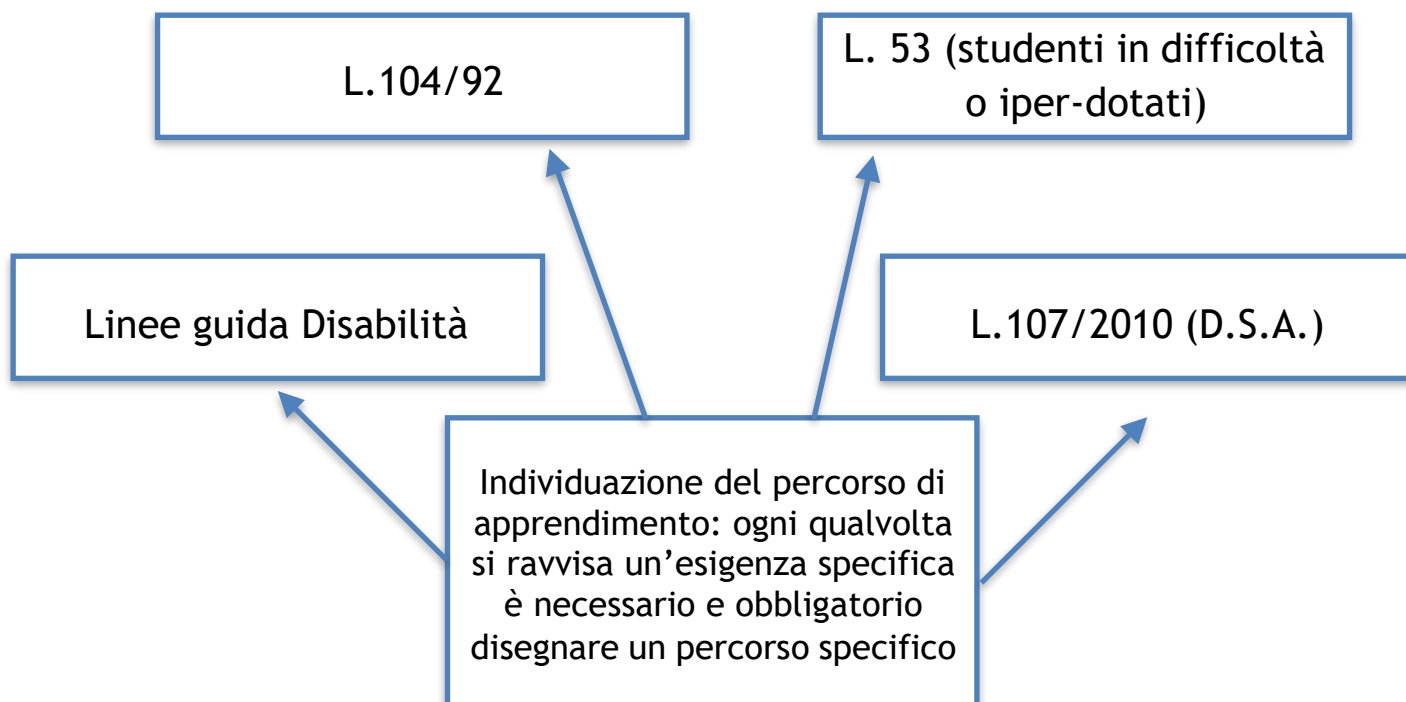 L.104/92
L. 53 (studenti in difficoltà
o iper-dotati)
Linee guida Disabilità
L.107/2010 (D.S.A.)
Individuazione del percorso di
apprendimento: ogni qualvolta
si ravvisa un’esigenza specifica
è necessario e obbligatorio
disegnare un percorso specifico